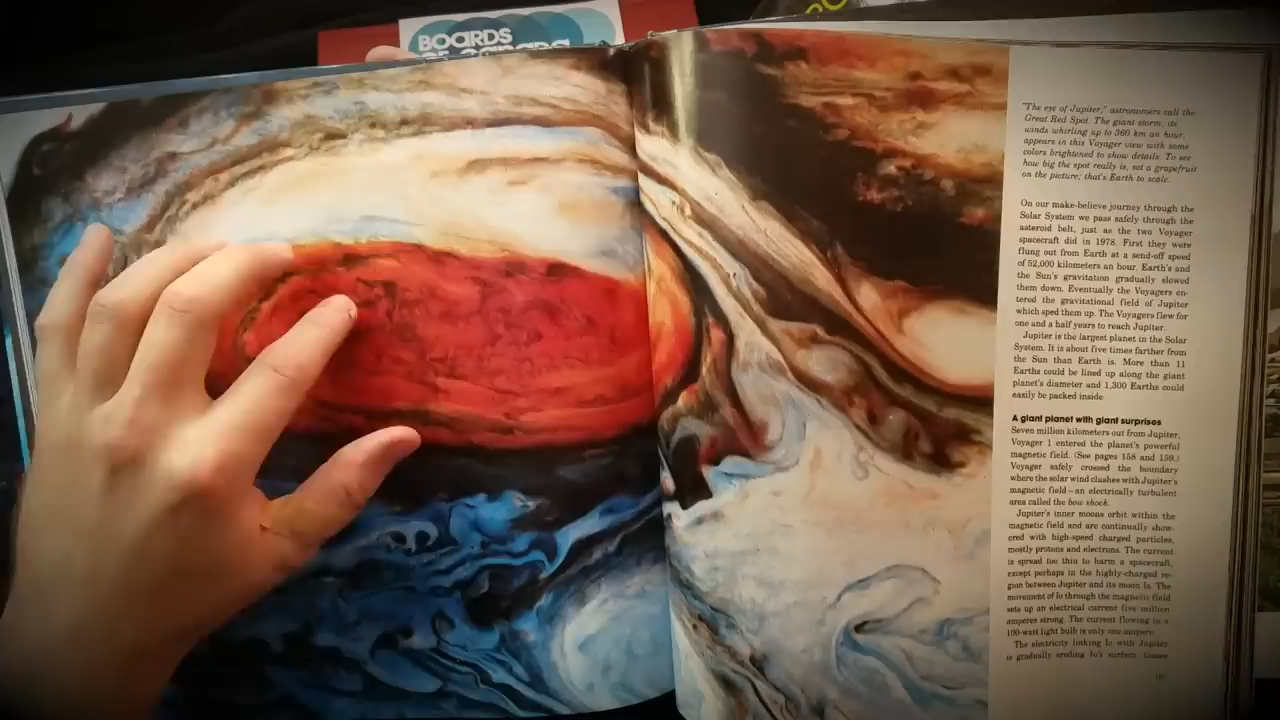 BOARDS
OF CANADA
"The eye of Jupiter," astronomers call the
Great Red Spot. The giant storm, its
winds whirling up to 360 km an hour,
appears in this Voyager view with some
colors brightened to show details. To see
how big the spot really is, set a grapefruit
on the picture; that's Earth to scale.
On our make-believe journey through the
Solar System we pass safely through the
asteroid belt, just as the two Voyager
spacecraft did in 1978. First they were
flung out from Earth at a send-off speed
of 52,000 kilometers an hour. Earth's and
the Sun's gravitation gradually slowed
them down. Eventually the Voyagers en-
tered the gravitational field of Jupiter
which sped them up. The Voyagers flew for
one and a half years to reach Jupiter.
Jupiter is the largest planet in the Solar
System. It is about five times farther from
the Sun than Earth is. More than 11
Earths could be lined up along the giant
planet's diameter and 1,300 Earths could
easily be packed inside.
A giant planet with giant surprises
Seven million kilometers out from Jupiter,
Voyager 1 entered the planet's powerful
magnetic field. (See pages 158 and 159.)
Voyager safely crossed the boundary
where the solar wind clashes with Jupiter's
magnetic field—an electrically turbulent
area called the bow shock.
Jupiter's inner moons orbit within the
magnetic field and are continually show-
ered with high-speed charged particles,
mostly protons and electrons. The current
is spread too thin to harm a spacecraft,
except perhaps in the highly-charged re-
gion between Jupiter and its moon Io. The
movement of Io through the magnetic field
sets up an electrical current five million
amperes strong. The current flowing in a
100-watt light bulb is only one ampere.
The electricity linking Io with Jupiter
is gradually eroding Io's surface.